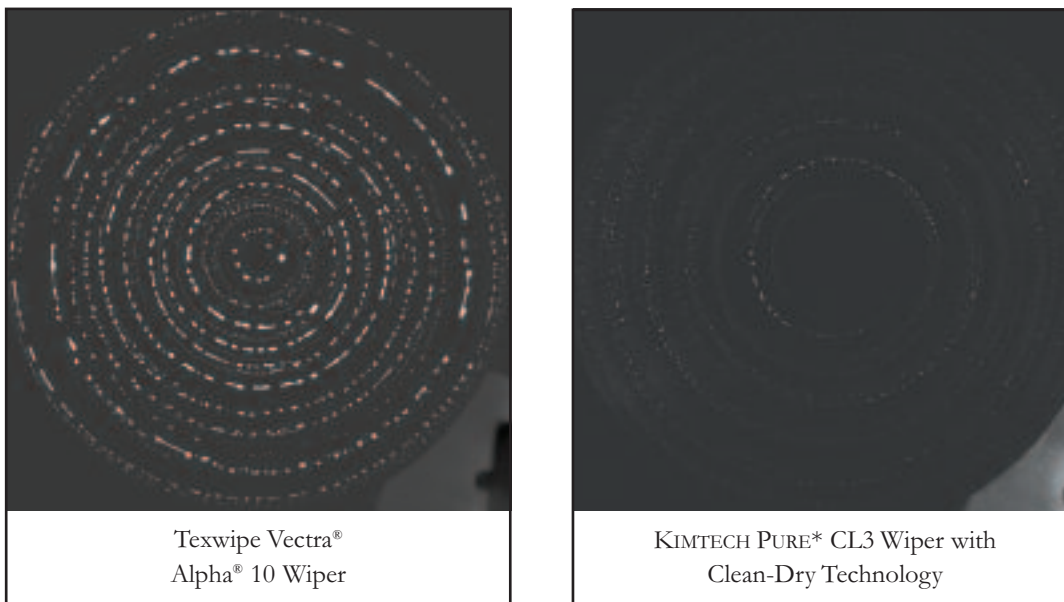 Texwipe Vectra®
Alpha® 10 Wiper
KIMTECH PURE* CL3 Wiper with
Clean-Dry Technology